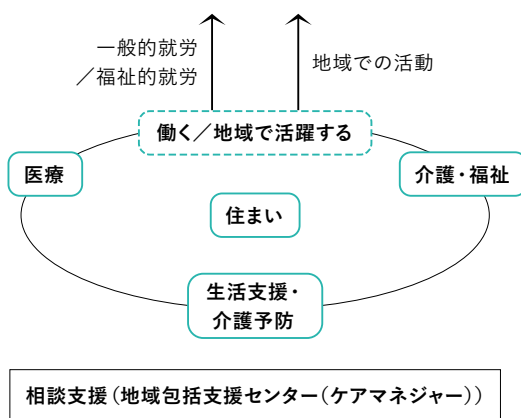 一般的就労
／福祉的就労
地域での活動
働く／地域で活躍する
医療
介護・福祉
住まい
生活支援・
介護予防
相談支援（地域包括支援センター（ケアマネジャー））